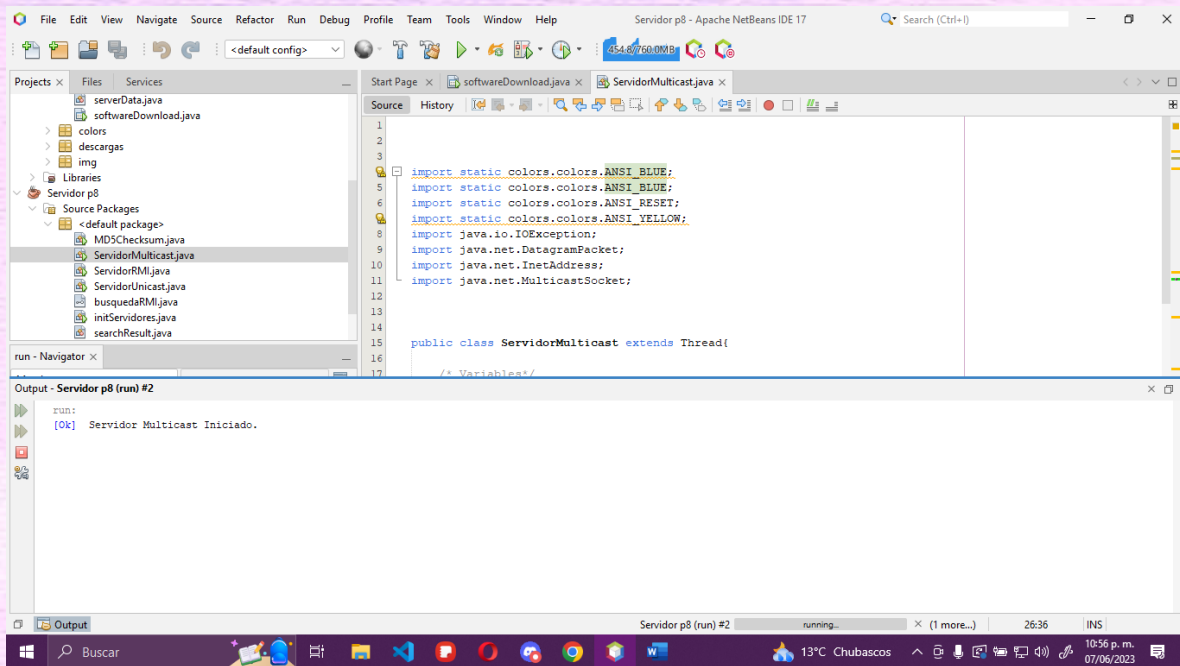 File Edit View Navigate Source Refactor Run Debug Profile Team Tools Window Help Servidor p8 - Apache NetBeans IDE 17 Search (Ctrl+I)
<default config> 454.8/760.0MB
Projects Files Services
Start Page softwareDownload.java ServidorMulticast.java
Source History
serverData.java
softwareDownload.java
colors
descargas
img
Libraries
Servidor p8
Source Packages
<default package>
MD5Checksum.java
ServidorMulticast.java
ServidorRMI.java
ServidorUnicast.java
busquedaRMI.java
initServidores.java
searchResult.java
run - Navigator
1
2
3
import static colors.colors.ANSI_BLUE;
5 import static colors.colors.ANSI_BLUE;
6 import static colors.colors.ANSI_RESET;
import static colors.colors.ANSI_YELLOW;
8 import java.io.IOException;
9 import java.net.DatagramPacket;
10 import java.net.InetAddress;
11 import java.net.MulticastSocket;
12
13
14
15 public class ServidorMulticast extends Thread{
16
17 /* Variables*/
Output - Servidor p8 (run) #2
run:
[Ok] Servidor Multicast Iniciado.
Output
Servidor p8 (run) #2 running... (1 more...) 26:36 INS
Buscar
13°C Chubascos
10:56 p. m.
07/06/2023